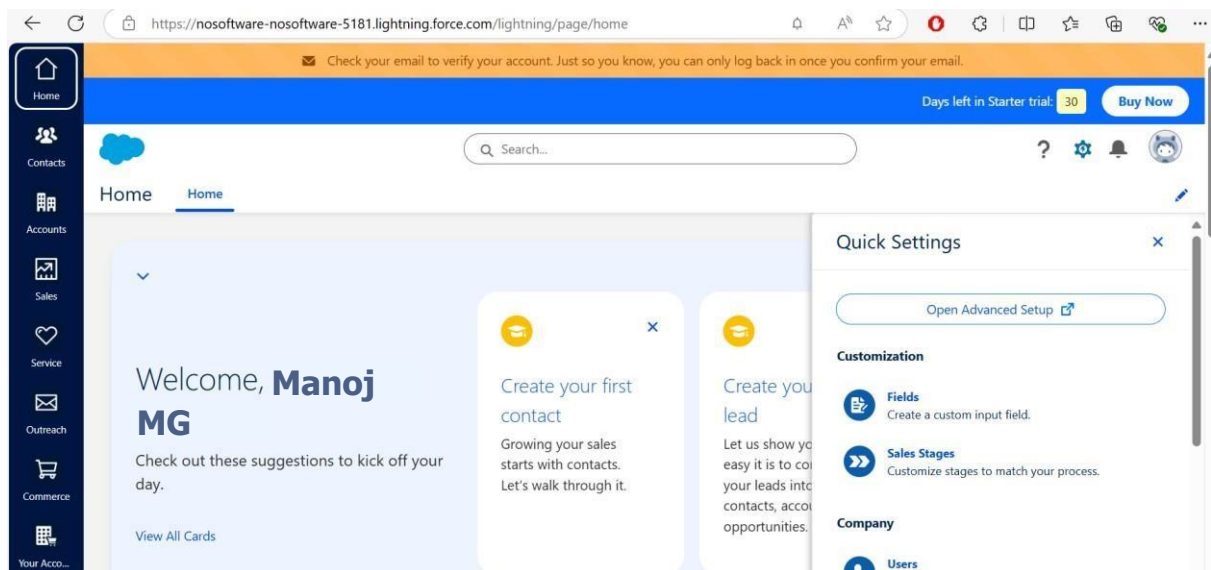 https://nosoftware-nosoftware-5181.lightning.force.com/lightning/page/home
Check your email to verify your account. Just so you know, you can only log back in once you confirm your email.
Days left in Starter trial: 30 Buy Now
Home
Contacts
Accounts
Sales
Service
Outreach
Commerce
Your Acco...
Search...
Home Home
Welcome, Manoj
MG
Check out these suggestions to kick off your
day.
View All Cards
Create your first
contact
Growing your sales
starts with contacts.
Let's walk through it.
Create you
lead
Let us show yo
easy it is to co
your leads into
contacts, accou
opportunities.
Quick Settings
Open Advanced Setup
Customization
Fields
Create a custom input field.
Sales Stages
Customize stages to match your process.
Company
Users